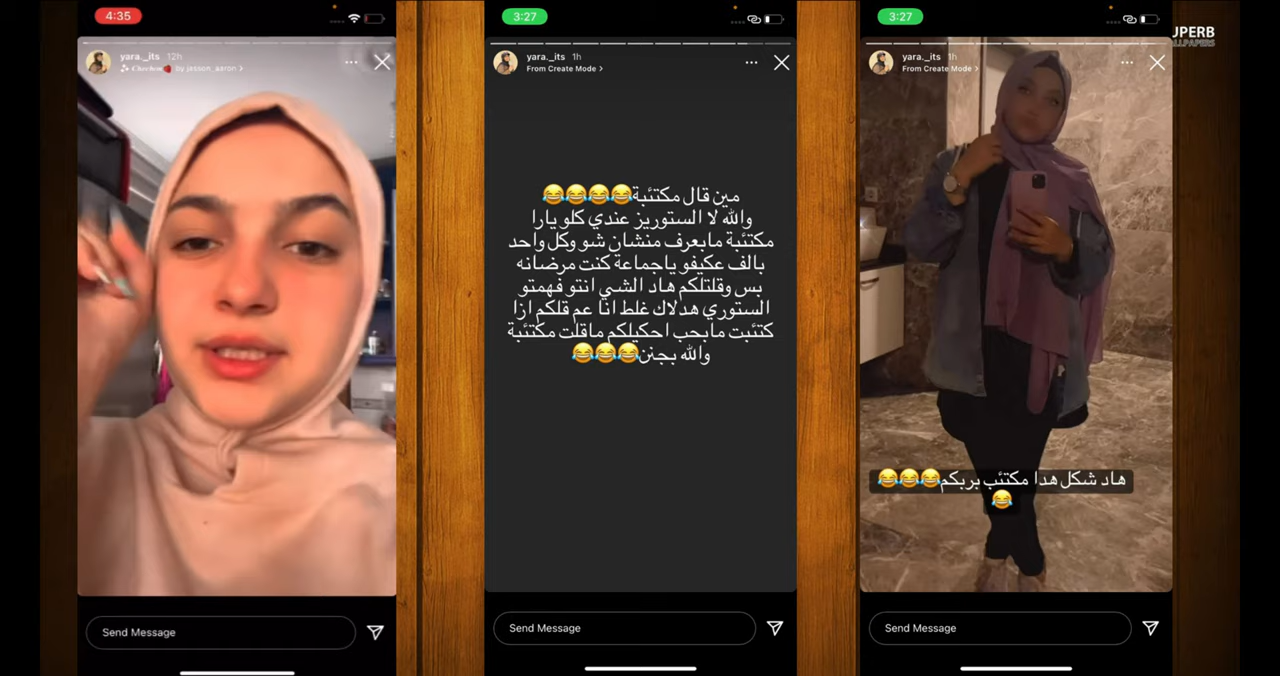 4:35
yara._its 12h
by jasson_aaron >
Send Message
3:27
yara._its 1h
From Create Mode >
مين قال مكتئبة😂😂😂😂
والله لا الستوريز عندي كلو يارا
مكتئبة مابعرف منشان شو وكل واحد
بالف عكيفو ياجماعة كنت مرضانه
بس وقلتلكم هاد الشي انتو فهمتو
الستوري هدلاك غلط انا عم قلكم ازا
كتئبت مابحب احكيلكم ماقلت مكتئبة
والله بجنن😂😂😂
Send Message
3:27
yara._its 1h
From Create Mode >
هاد شكل هدا مكتئب بربكم😂😂😂
😂
Send Message
JPERB
LLPAPERS